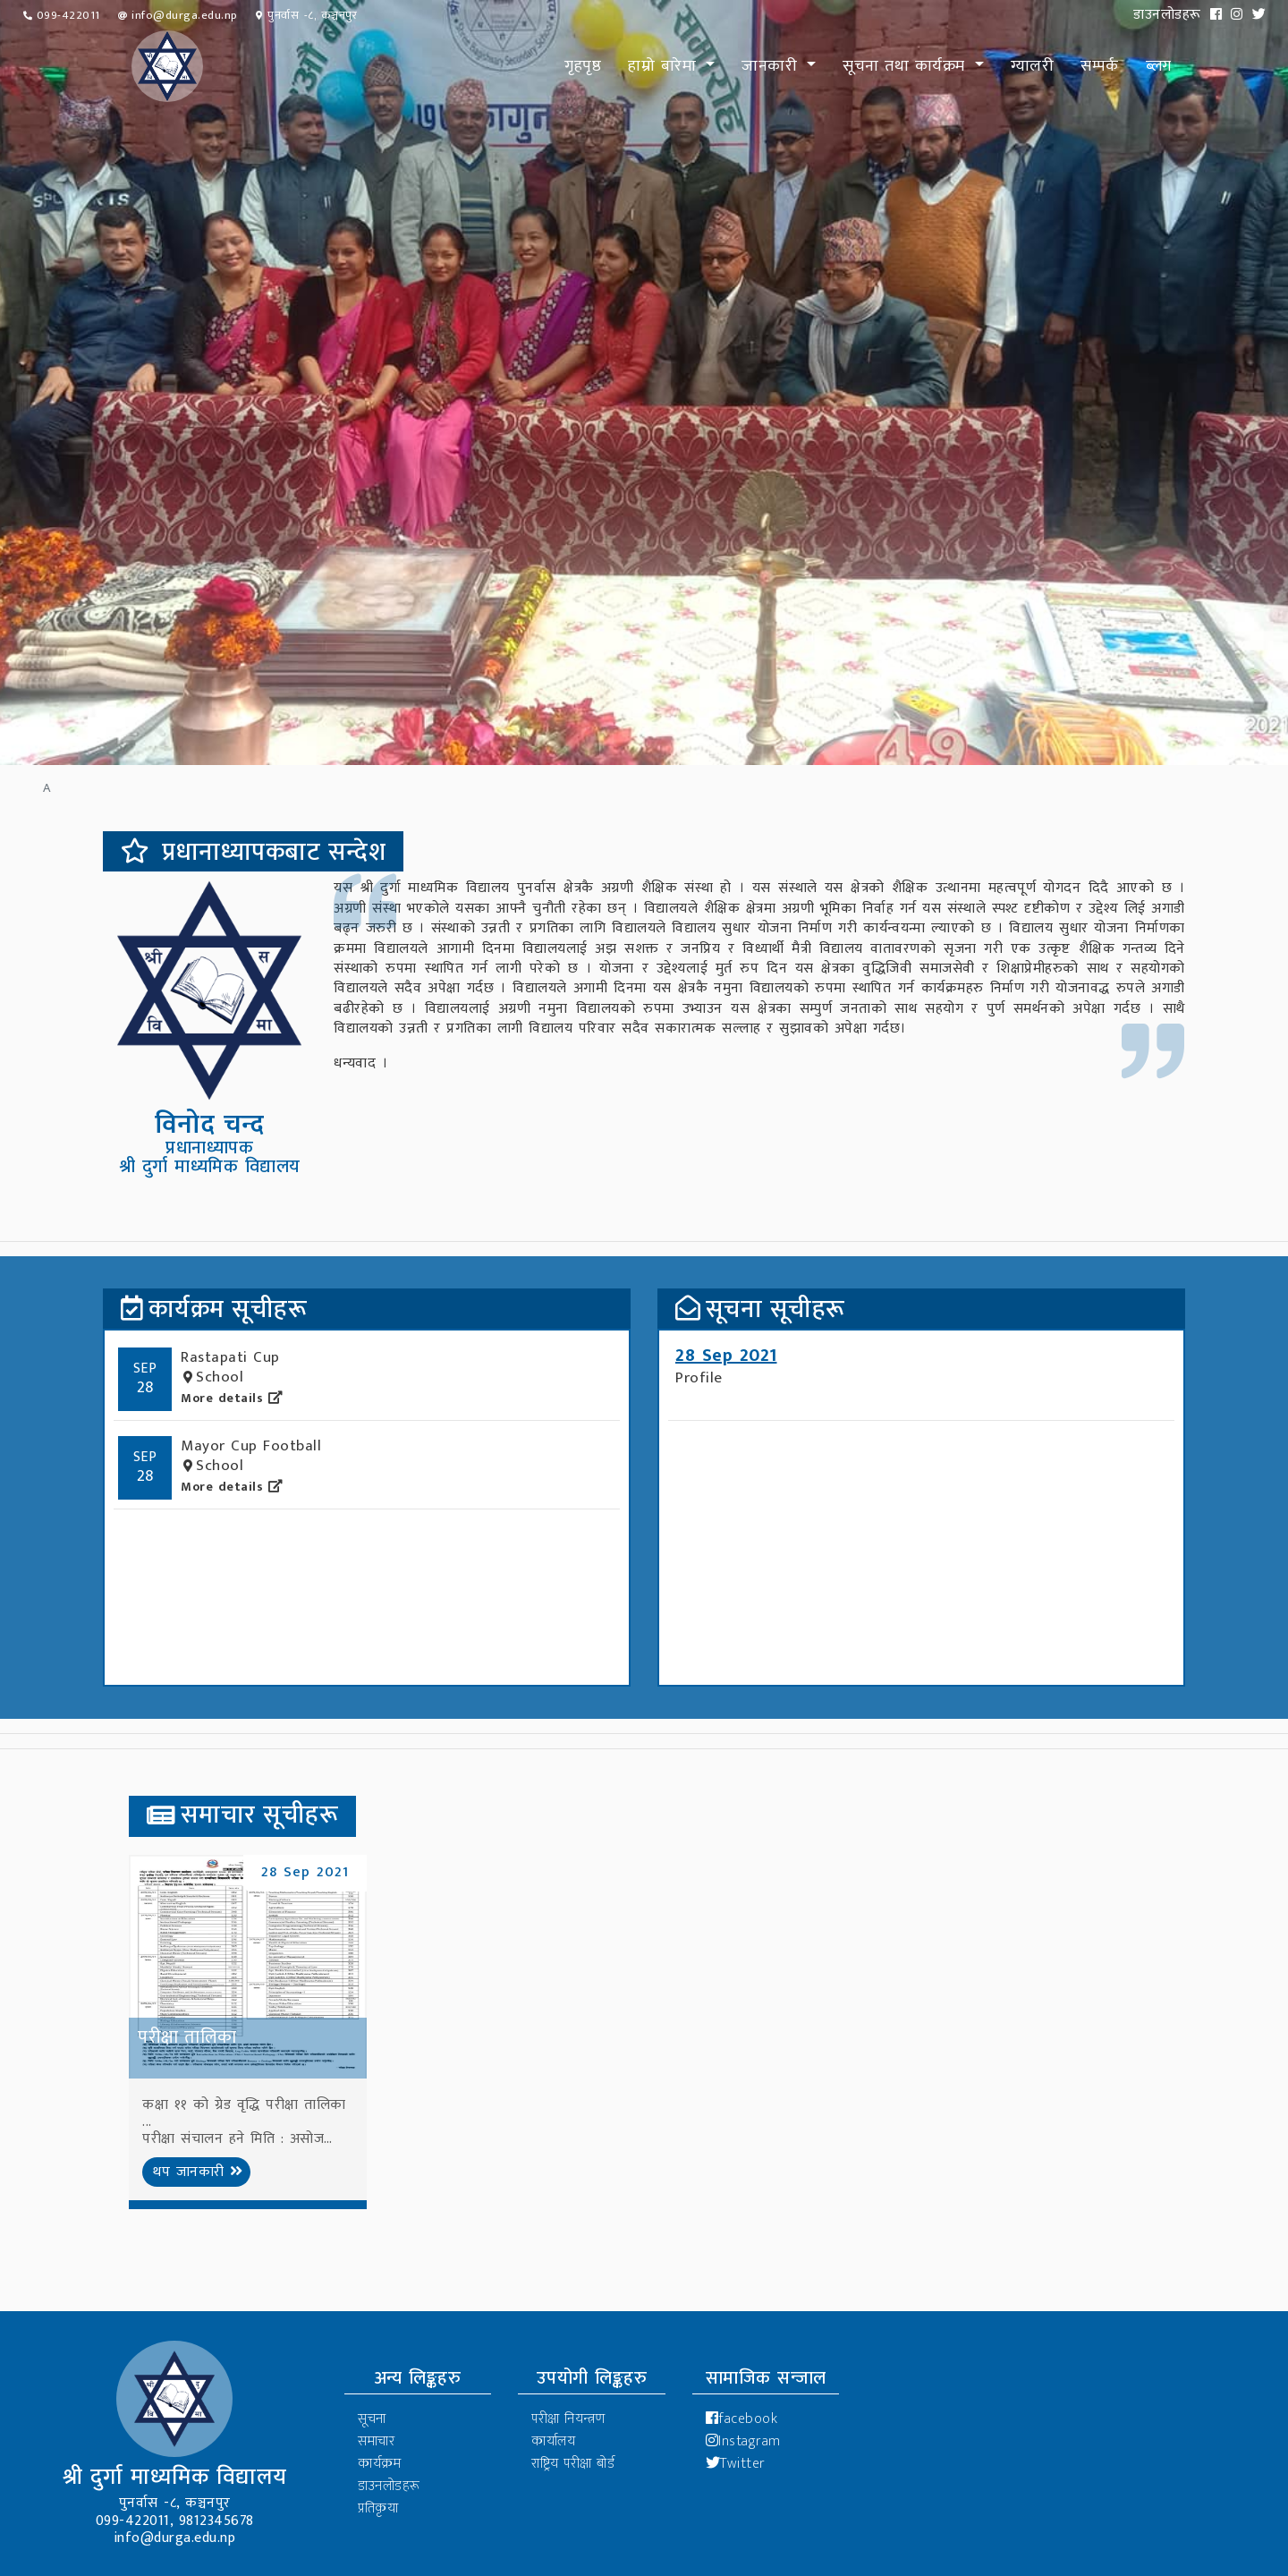 099-422011 info@durga.edu.np पुनर्वास -८, कञ्चनपुर
डाउनलोडहरू
गृहपृष्ठ हाम्रो बारेमा जानकारी सूचना तथा कार्यक्रम ग्यालरी सम्पर्क ब्लग
SPORTS
2021
49
A
प्रधानाध्यापकबाट सन्देश
यस श्री दुर्गा माध्यमिक विद्यालय पुनर्वास क्षेत्रकै अग्रणी शैक्षिक संस्था हो । यस संस्थाले यस क्षेत्रको शैक्षिक उत्थानमा महत्वपूर्ण योगदन दिदै आएको छ ।
अग्रणी संस्था भएकोले यसका आफ्नै चुनौती रहेका छन् । विद्यालयले शैक्षिक क्षेत्रमा अग्रणी भूमिका निर्वाह गर्न यस संस्थाले स्पश्ट दृष्टीकोण र उद्देश्य लिई अगाडी
बढ्न जरुरी छ । संस्थाको उन्नती र प्रगतिका लागि विद्यालयले विद्यालय सुधार योजना निर्माण गरी कार्यन्वयन्मा ल्याएको छ । विद्यालय सुधार योजना निर्माणका
क्रममा विद्यालयले आगामी दिनमा विद्यालयलाई अझ सशक्त र जनप्रिय र विध्यार्थी मैत्री विद्यालय वातावरणको सृजना गरी एक उत्कृष्ट शैक्षिक गन्तव्य दिने
संस्थाको रुपमा स्थापित गर्न लागी परेको छ । योजना र उद्देश्यलाई मुर्त रुप दिन यस क्षेत्रका वुद्धिजिवी समाजसेवी र शिक्षाप्रेमीहरुको साथ र सहयोगको
विद्यालयले सदैव अपेक्षा गर्दछ । विद्यालयले अगामी दिनमा यस क्षेत्रकै नमुना विद्यालयको रुपमा स्थापित गर्न कार्यक्रमहरु निर्माण गरी योजनावद्ध रुपले अगाडी
बढीरहेको छ । विद्यालयलाई अग्रणी नमुना विद्यालयको रुपमा उभ्याउन यस क्षेत्रका सम्पुर्ण जनताको साथ सहयोग र पुर्ण समर्थनको अपेक्षा गर्दछ । साथै
विद्यालयको उन्नती र प्रगतिका लागी विद्यालय परिवार सदैव सकारात्मक सल्लाह र सुझावको अपेक्षा गर्दछ।
धन्यवाद ।
श्री स
वि मा
विनोद चन्द
प्रधानाध्यापक
श्री दुर्गा माध्यमिक विद्यालय
कार्यक्रम सूचीहरू
SEP
28
Rastapati Cup
School
More details
SEP
28
Mayor Cup Football
School
More details
सूचना सूचीहरू
28 Sep 2021
Profile
समाचार सूचीहरू
28 Sep 2021
परीक्षा तालिका
कक्षा ११ को ग्रेड वृद्धि परीक्षा तालिका
...
परीक्षा संचालन हने मिति : असोज...
थप जानकारी
श्री दुर्गा माध्यमिक विद्यालय
पुनर्वास -८, कञ्चनपुर
099-422011, 9812345678
info@durga.edu.np
अन्य लिङ्कहरु
सूचना
समाचार
कार्यक्रम
डाउनलोडहरू
प्रतिकृया
उपयोगी लिङ्कहरु
परीक्षा नियन्त्रण
कार्यालय
राष्ट्रिय परीक्षा बोर्ड
सामाजिक सन्जाल
facebook
Instagram
Twitter